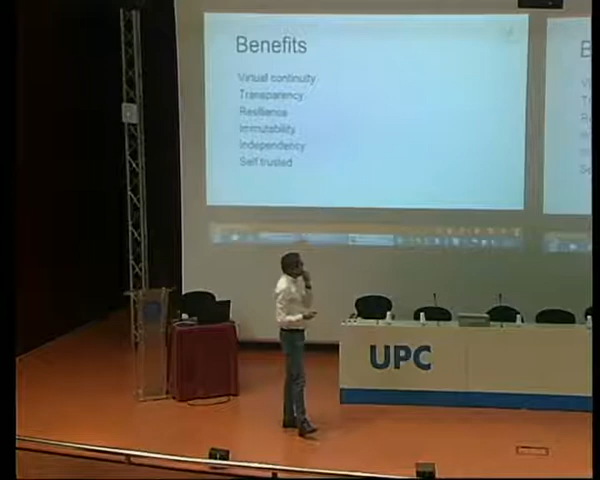 Benefits
Virtual continuity
Transparency
Resilience
Immutability
Independency
Self trusted
UPC